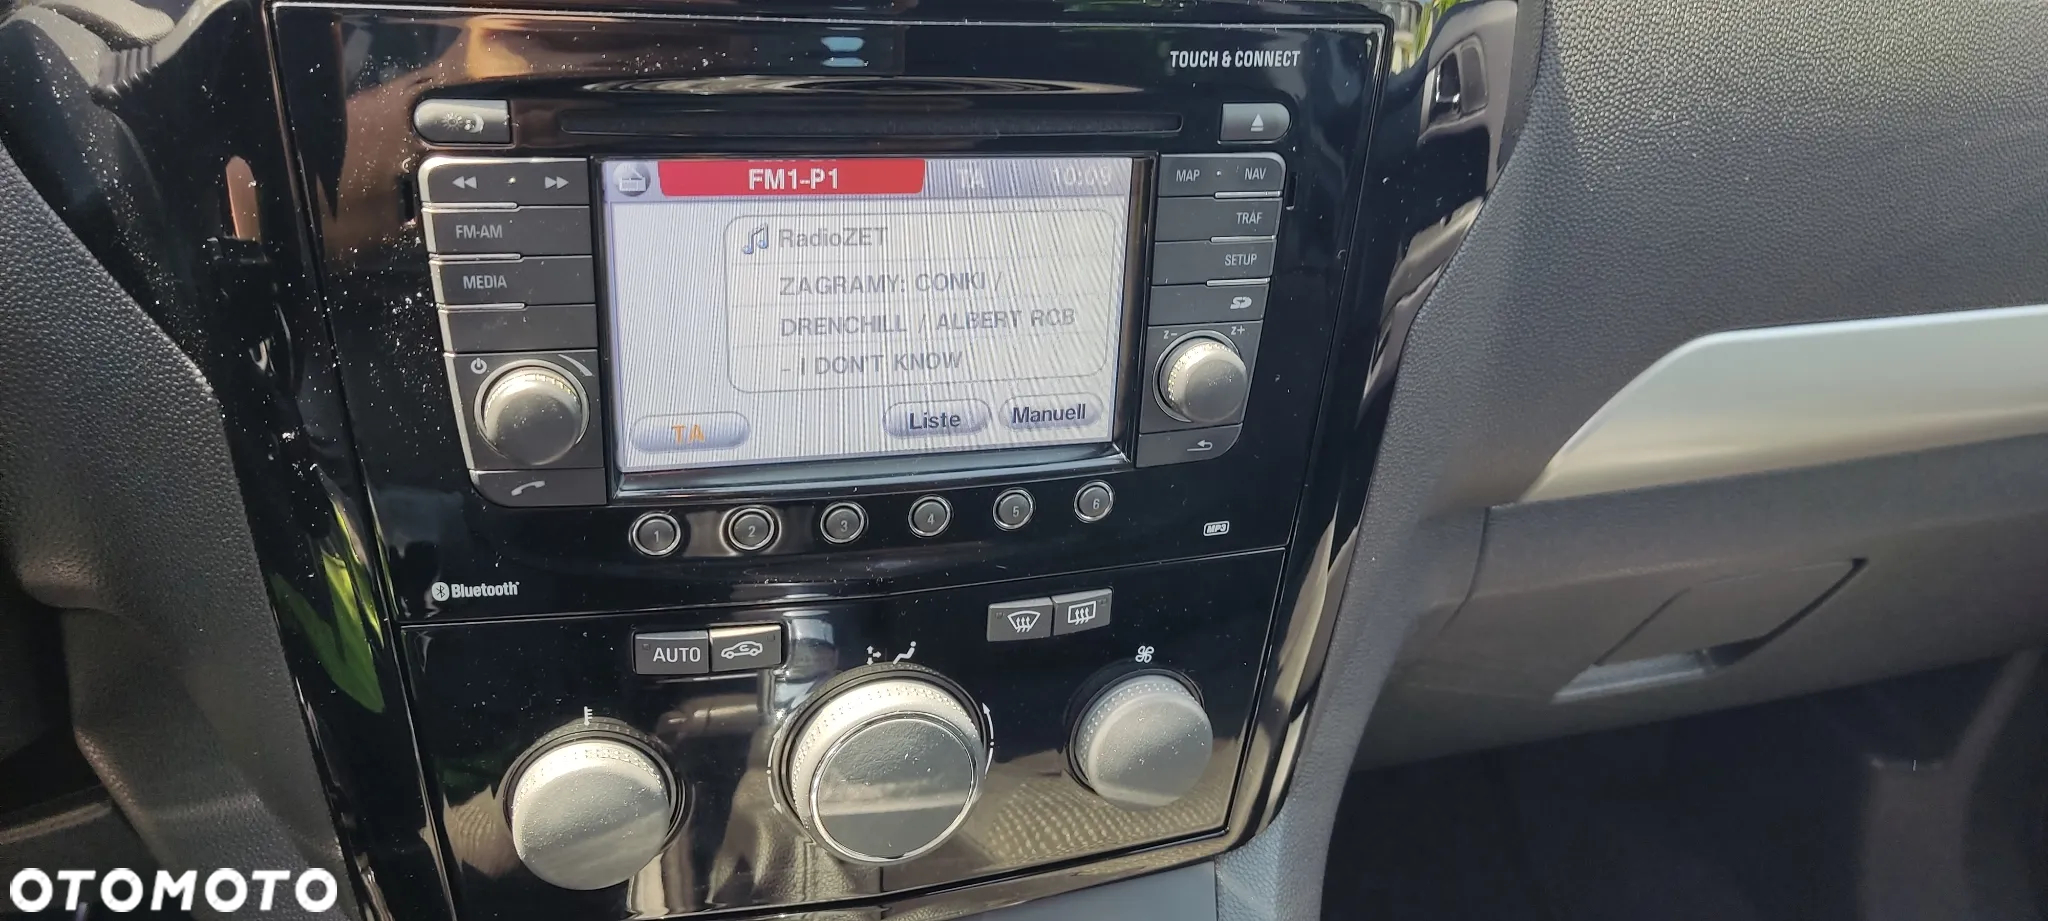 TOUCH & CONNECT
FM1-P1
TA
MAP
NAV
FM-AM
TRAF
RadioZET
SETUP
MEDIA
ZAGRAMY: CONKI /
DRENCHILL / ALBERT RCB
z-
z+
- I DON'T KNOW
Liste
Manuell
TA
1
2
3
4
5
6
MP3
Bluetooth
AUTO
OTOMOTO